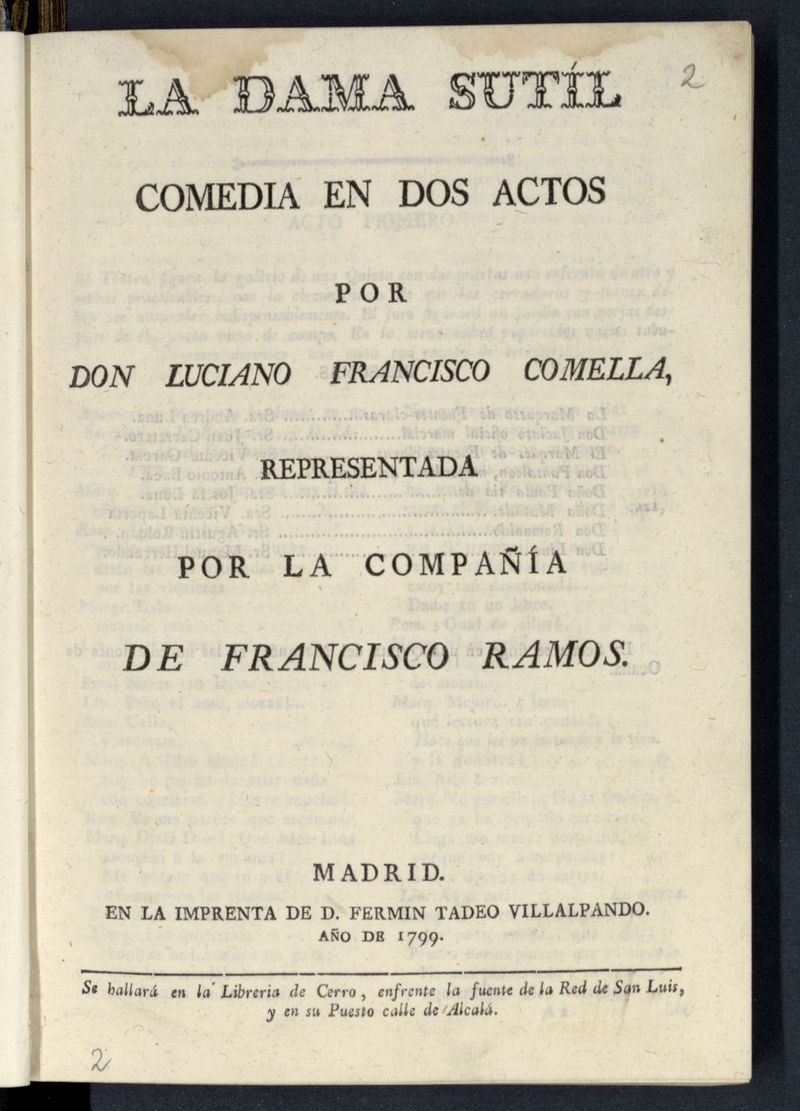 2
LA DAMA SUTÍL
COMEDIA EN DOS ACTOS
POR
DON LUCIANO FRANCISCO COMELLA,
REPRESENTADA
POR LA COMPAÑÍA
DE FRANCISCO RAMOS.
MADRID.
EN LA IMPRENTA DE D. FERMIN TADEO VILLALPANDO.
AÑO DE 1799.
Se hallará en la Libreria de Cerro, enfrente la fuente de la Red de San Luis,
y en su Puesto calle de Alcalá.
2